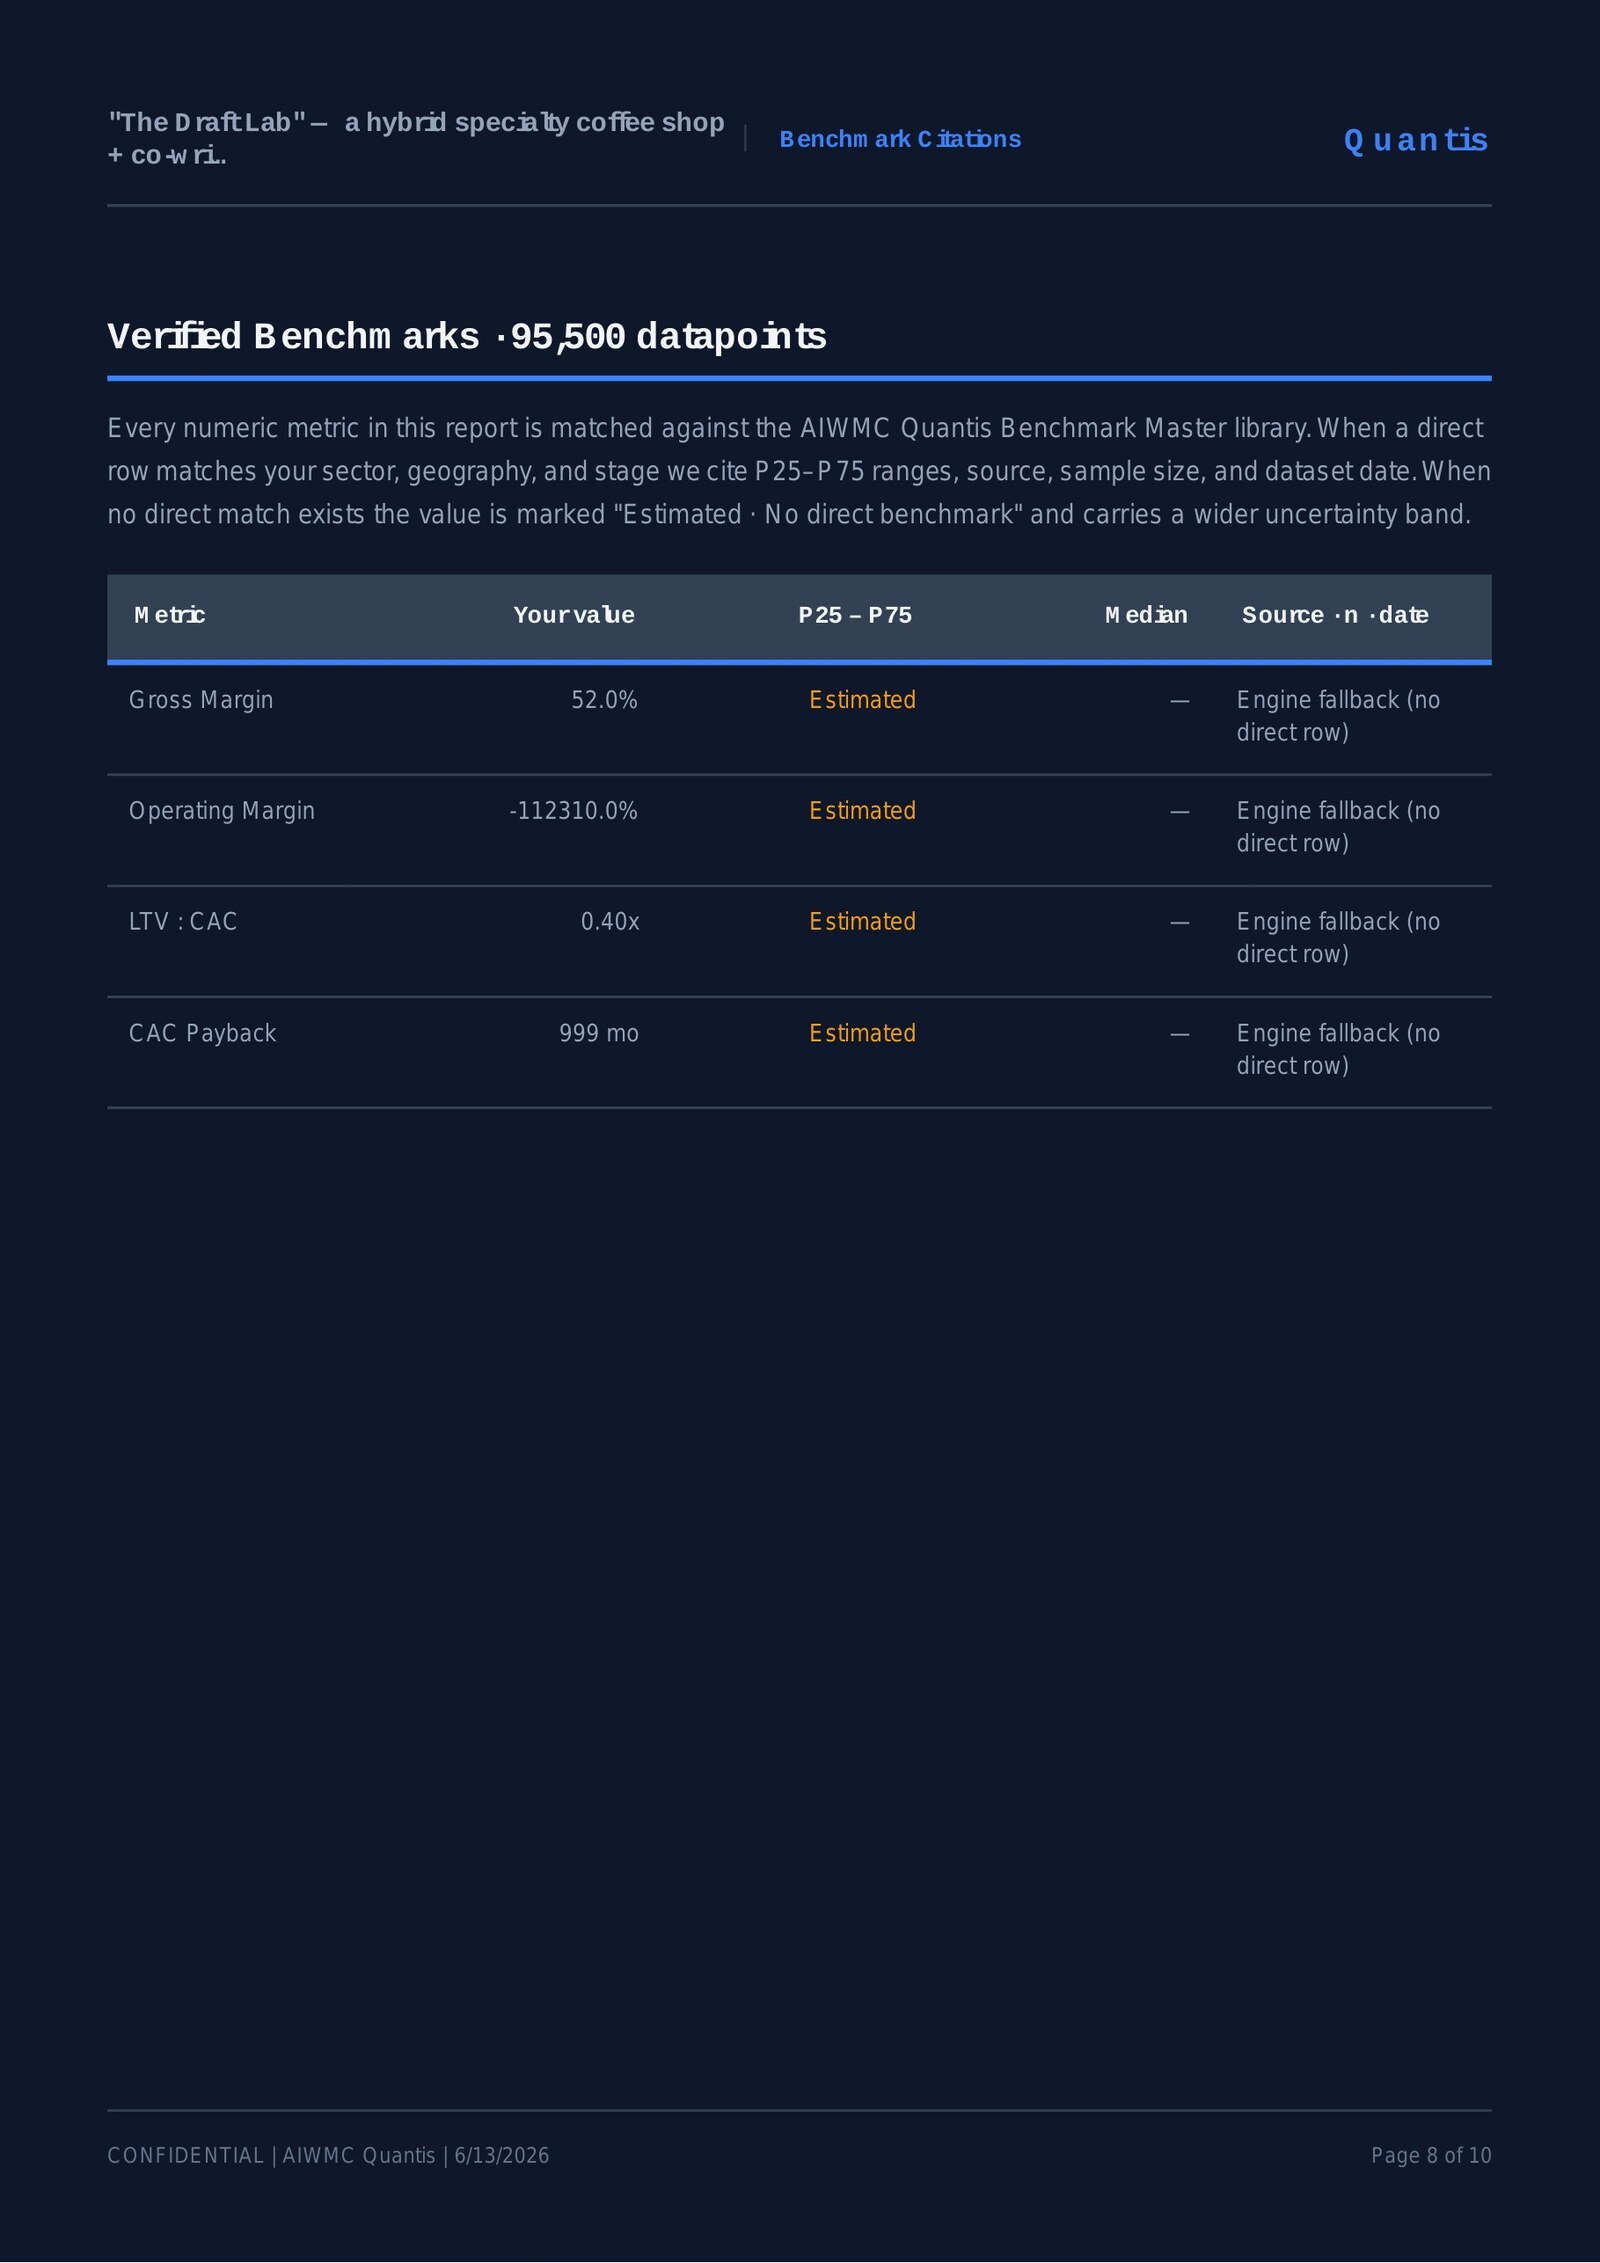 "The Draft Lab" — a hybrid specialty coffee shop
+ co-wri...
Benchmark Citations
Quantis
Verified Benchmarks · 95,500 datapoints
Every numeric metric in this report is matched against the AIWMC Quantis Benchmark Master library. When a direct
row matches your sector, geography, and stage we cite P25–P75 ranges, source, sample size, and dataset date. When
no direct match exists the value is marked "Estimated · No direct benchmark" and carries a wider uncertainty band.
Metric Your value P25 – P75 Median Source · n · date
Gross Margin 52.0% Estimated — Engine fallback (no
direct row)
Operating Margin -112310.0% Estimated — Engine fallback (no
direct row)
LTV : CAC 0.40x Estimated — Engine fallback (no
direct row)
CAC Payback 999 mo Estimated — Engine fallback (no
direct row)
CONFIDENTIAL | AIWMC Quantis | 6/13/2026
Page 8 of 10